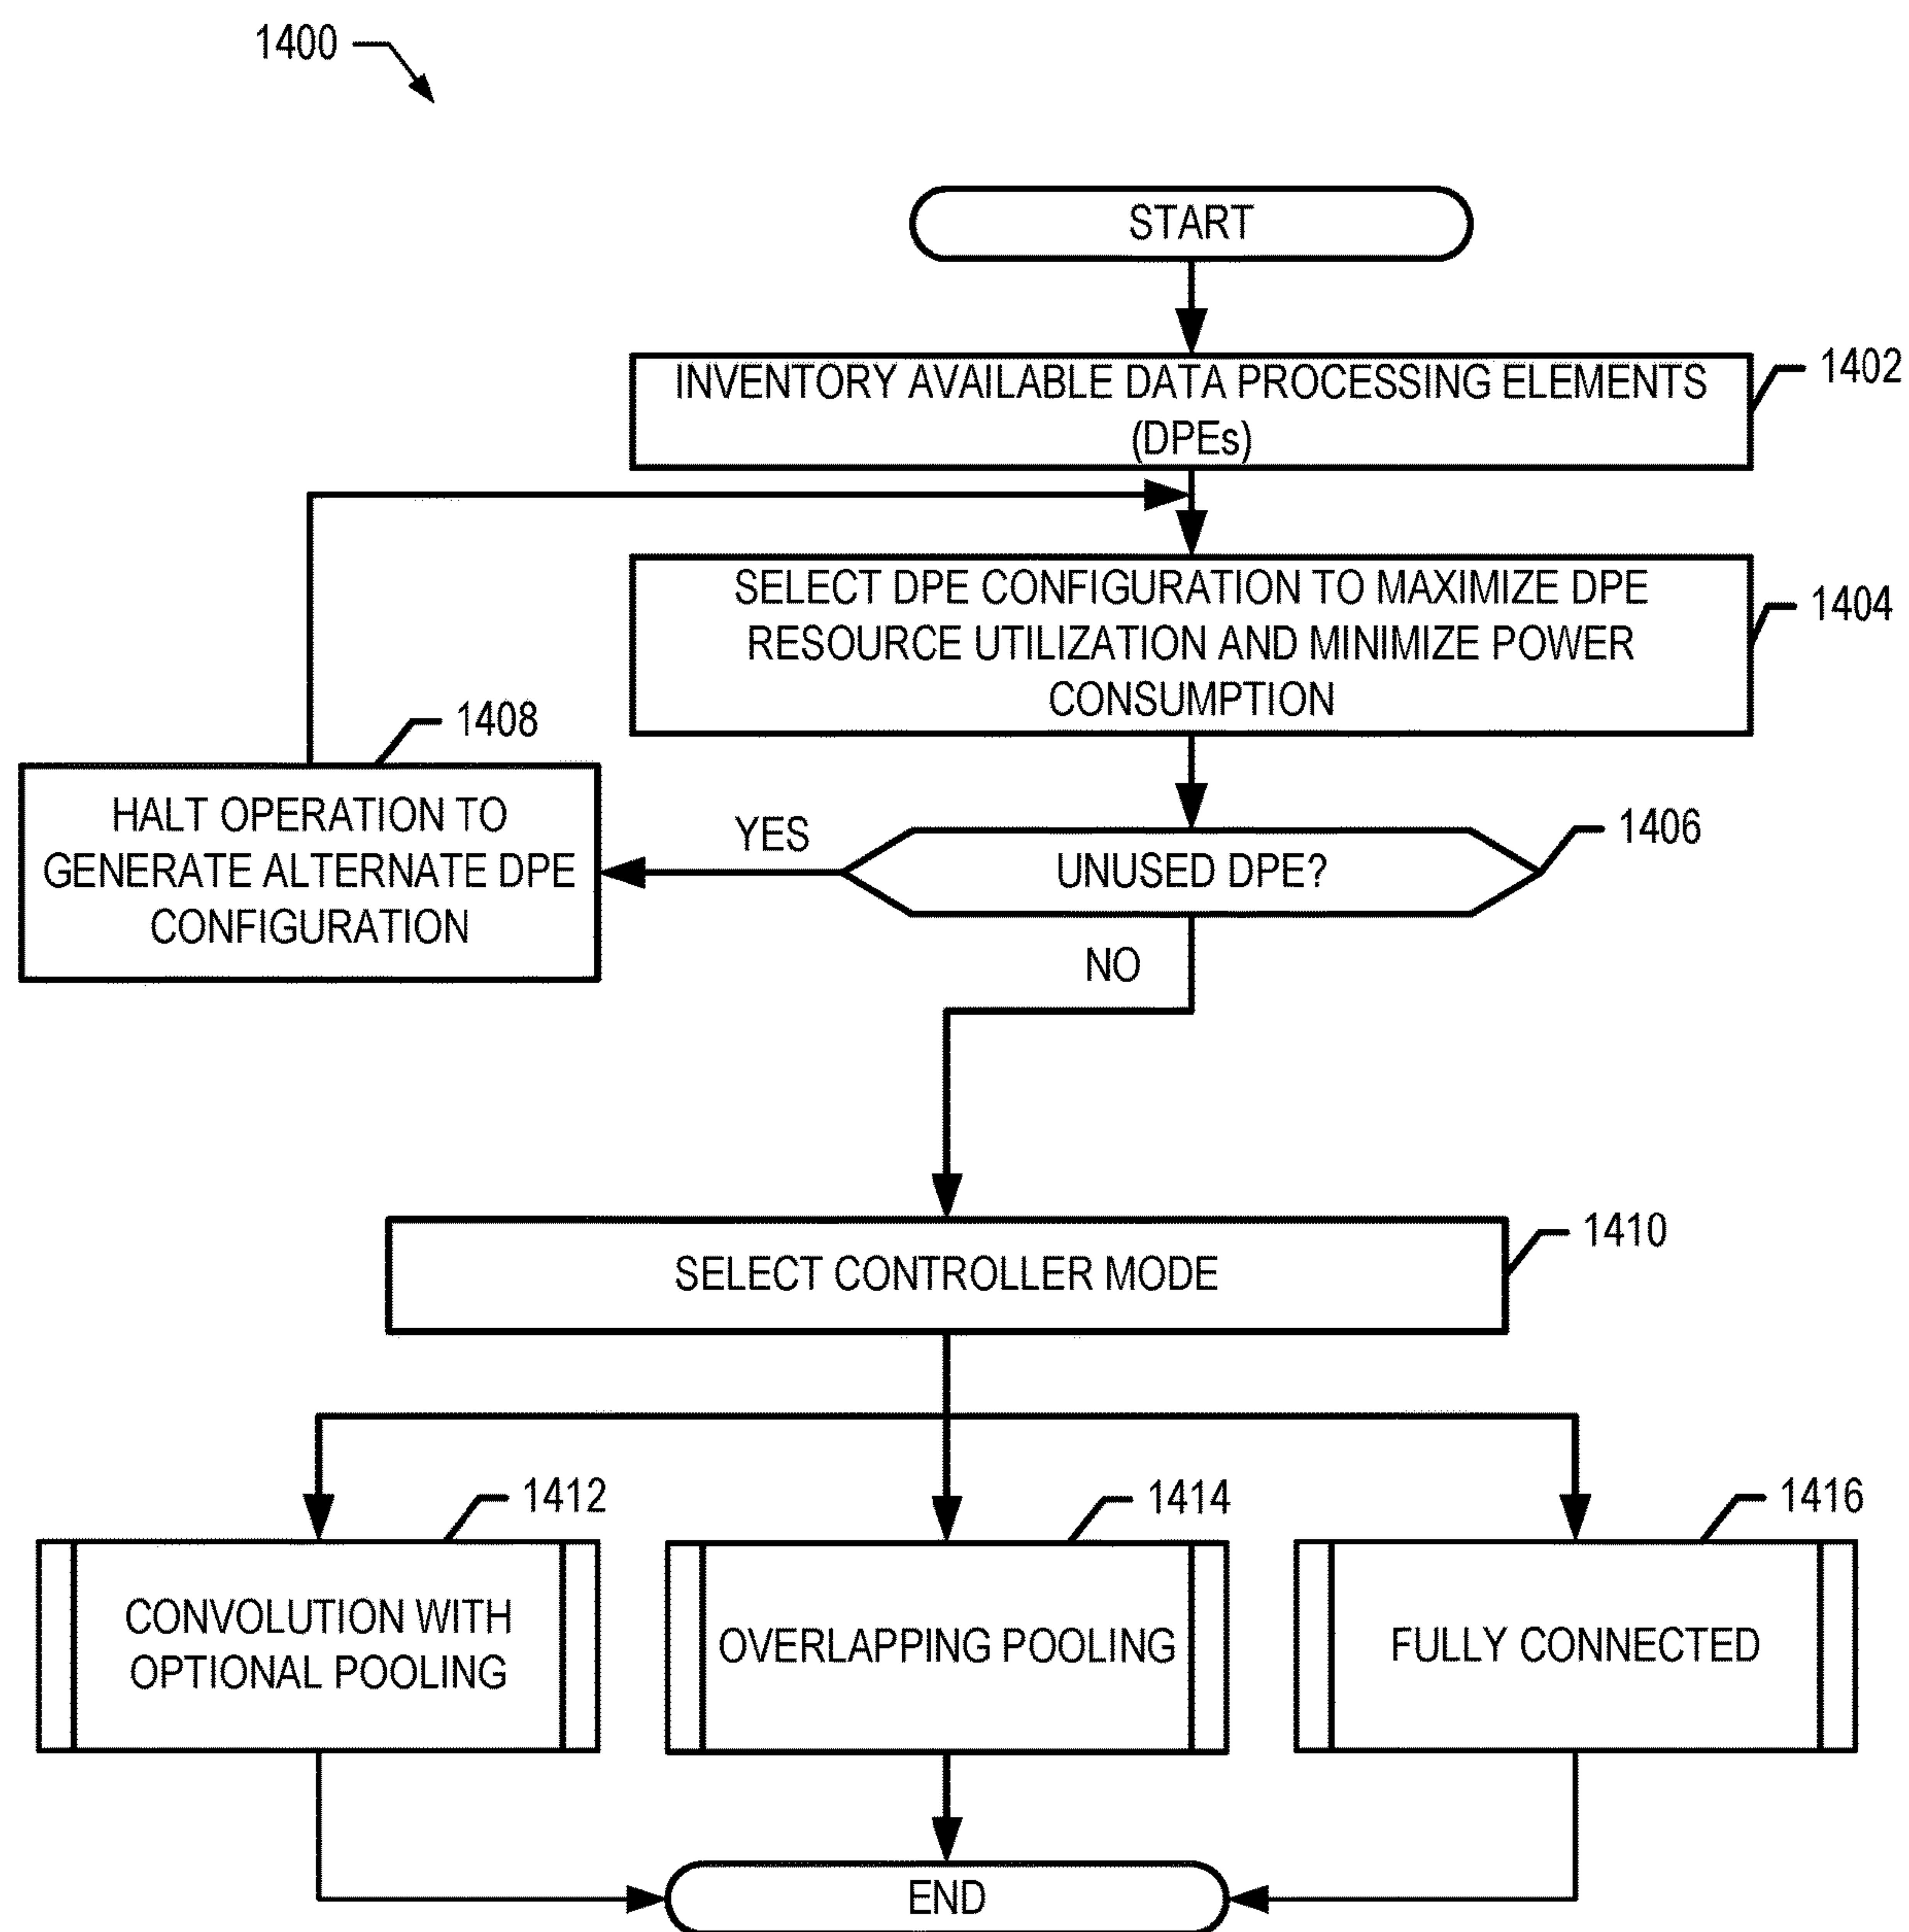 1400
START
INVENTORY AVAILABLE DATA PROCESSING ELEMENTS
(DPEs)
1402
SELECT DPE CONFIGURATION TO MAXIMIZE DPE
RESOURCE UTILIZATION AND MINIMIZE POWER
CONSUMPTION
1404
1408
HALT OPERATION TO
GENERATE ALTERNATE DPE
CONFIGURATION
YES
UNUSED DPE?
1406
NO
SELECT CONTROLLER MODE
1410
1412
CONVOLUTION WITH
OPTIONAL POOLING
1414
OVERLAPPING POOLING
1416
FULLY CONNECTED
END